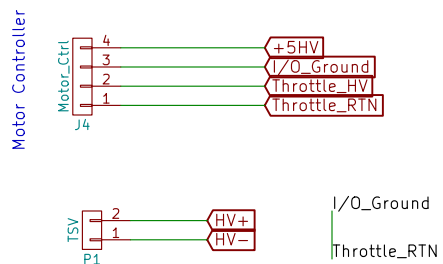 Motor Controller
Motor_Ctrl
4 +5HV
3 I/O_Ground
2 Throttle_HV
1 Throttle_RTN
J4
TSV
2 HV+
1 HV-
P1
I/O_Ground
Throttle_RTN